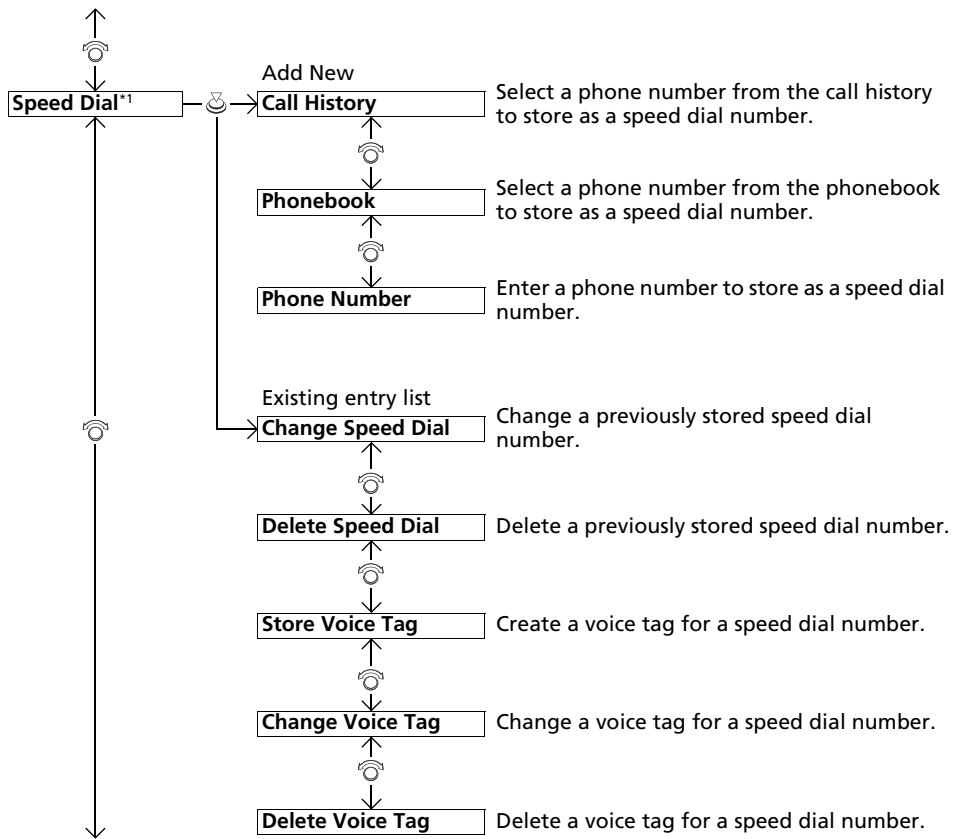 Add New
Speed Dial*1
Call History
Select a phone number from the call history
to store as a speed dial number.
Phonebook
Select a phone number from the phonebook
to store as a speed dial number.
Phone Number
Enter a phone number to store as a speed dial
number.
Existing entry list
Change Speed Dial
Change a previously stored speed dial
number.
Delete Speed Dial
Delete a previously stored speed dial number.
Store Voice Tag
Create a voice tag for a speed dial number.
Change Voice Tag
Change a voice tag for a speed dial number.
Delete Voice Tag
Delete a voice tag for a speed dial number.